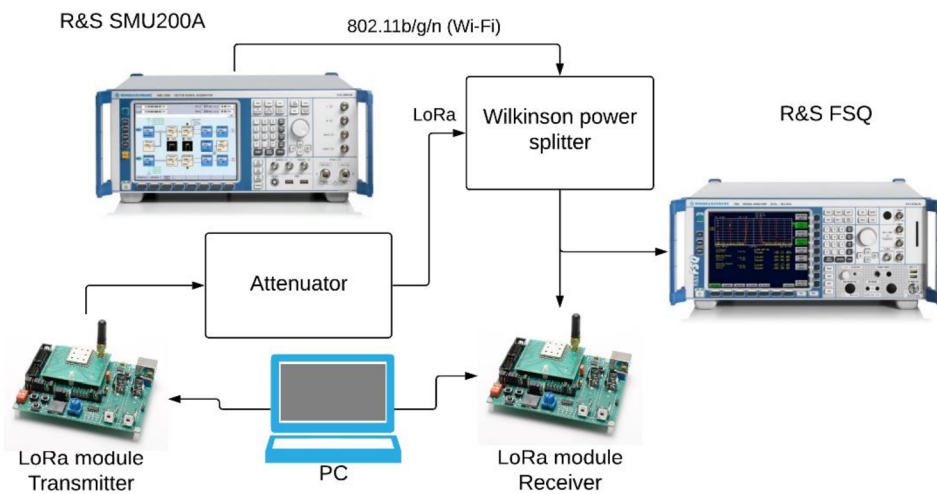 R&S SMU200A
802.11b/g/n (Wi-Fi)
LoRa
Wilkinson power
splitter
R&S FSQ
Attenuator
LoRa module
Transmitter
PC
LoRa module
Receiver